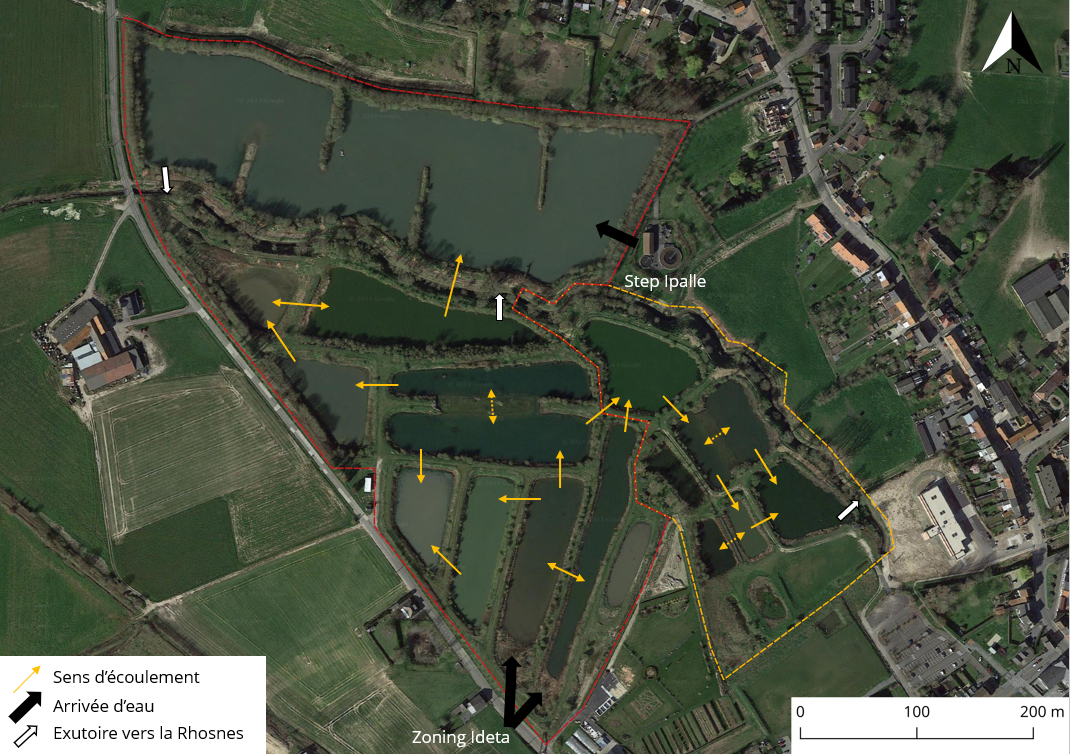 N
Step Ipalle
Sens d'écoulement
Arrivée d'eau
Exutoire vers la Rhosnes
Zoning Ideta
0 100 200 m